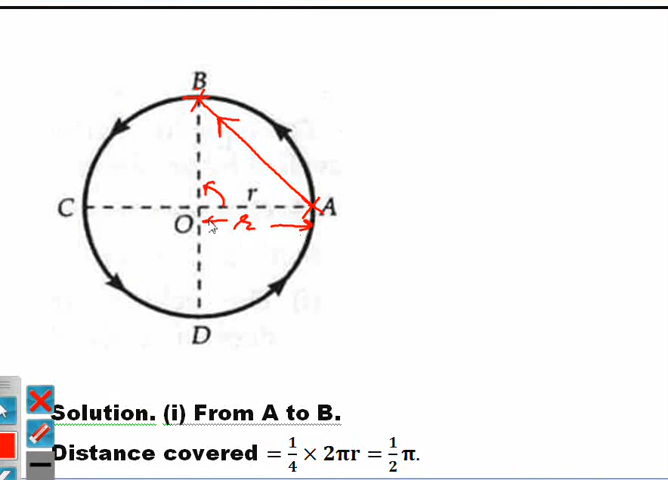 B
C
r
A
O
r
D
Solution. (i) From A to B.
Distance covered = 1/4 × 2πr = 1/2 π.